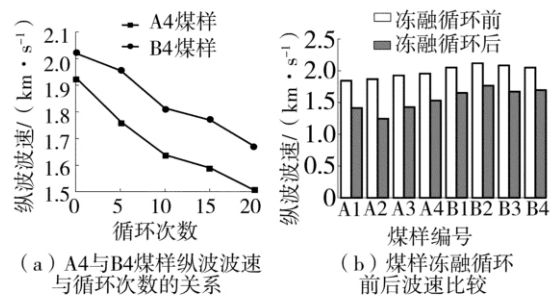 纵波波速/（km·s⁻¹）
2.1
2.0
1.9
1.8
1.7
1.6
1.5
A4煤样
B4煤样
0 5 10 15 20
循环次数
（a）A4与B4煤样纵波波速
与循环次数的关系
纵波波速/（km·s⁻¹）
2.5
2.0
1.5
1.0
0.5
0
冻融循环前
冻融循环后
A1 A2 A3 A4 B1 B2 B3 B4
煤样编号
（b）煤样冻融循环
前后波速比较